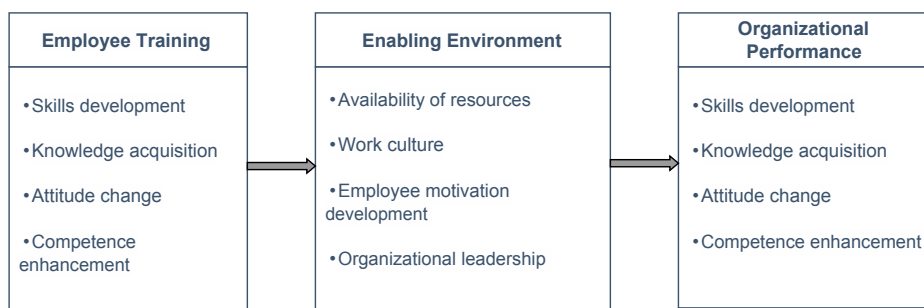 Employee Training
•Skills development
•Knowledge acquisition
•Attitude change
•Competence
enhancement
Enabling Environment
•Availability of resources
•Work culture
•Employee motivation
development
•Organizational leadership
Organizational
Performance
•Skills development
•Knowledge acquisition
•Attitude change
•Competence enhancement